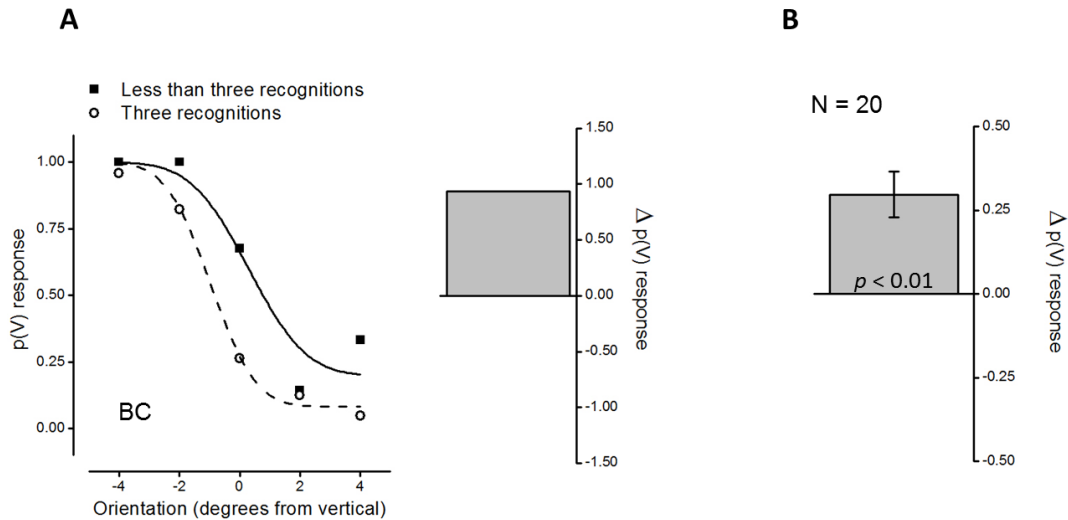 A
Less than three recognitions
Three recognitions
1.00
0.75
0.50
0.25
0.00
p(V) response
BC
-4
-2
0
2
4
Orientation (degrees from vertical)
1.50
1.00
0.50
0.00
-0.50
-1.00
-1.50
Δ p(V) response
B
N = 20
p < 0.01
0.50
0.25
0.00
-0.25
-0.50
Δ p(V) response